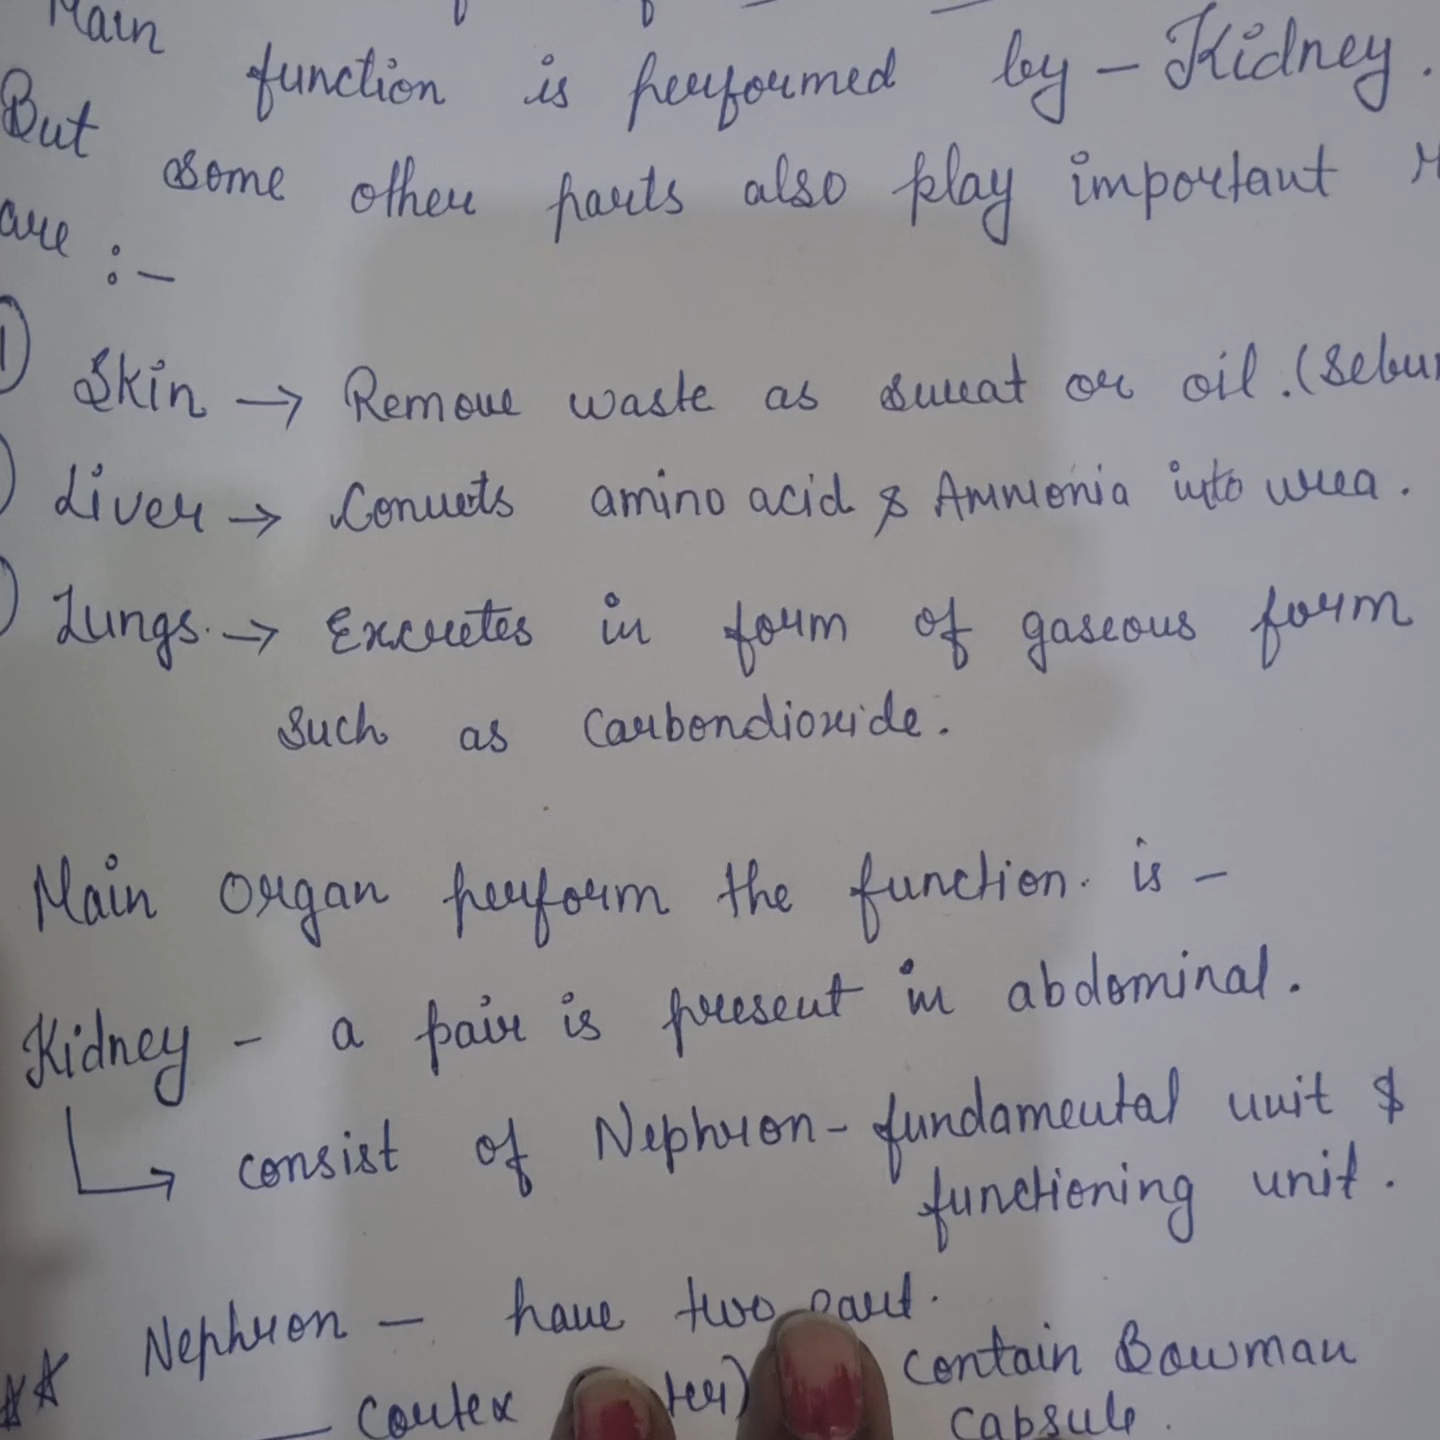 Main function is performed by - Kidney.
But some other parts also play important
are :-
1 Skin → Remove waste as sweat or oil. (Sebu
Liver → Converts amino acid & Ammonia into urea.
Lungs. → Excretes in form of gaseous form
such as Carbondioxide.
Main Organ perform the function. is -
Kidney - a pair is present in abdominal.
consist of Nephron - fundamental unit &
functioning unit.
** Nephron - have two part.
Cortex ter) contain Bowman
capsule.